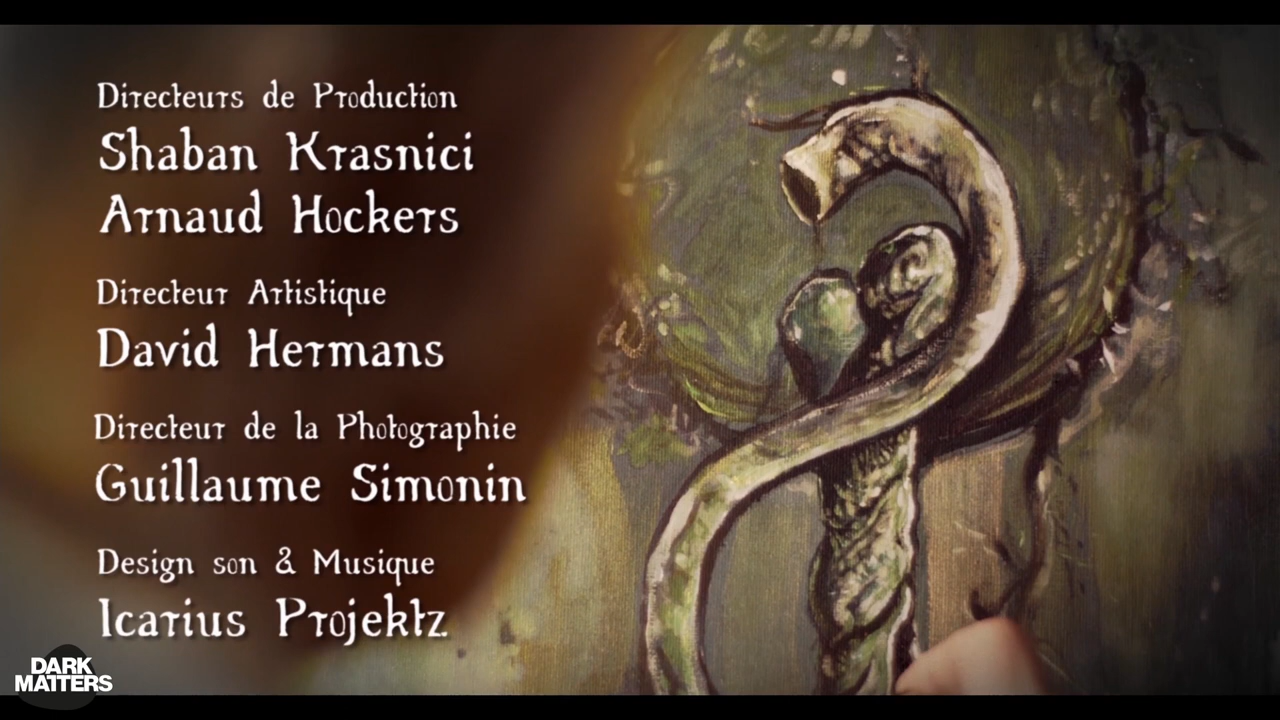 Directeurs de Production
Shaban Krasnici
Arnaud Hockers
Directeur Artistique
David Hermans
Directeur de la Photographie
Guillaume Simonin
Design son & Musique
Icarius Projektz
DARK
MATTERS